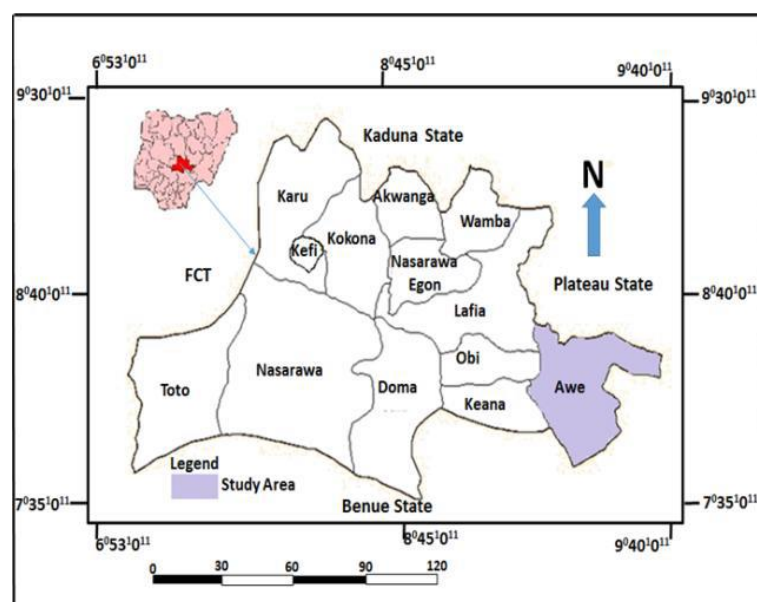 6⁰53¹0¹¹ 8⁰45¹0¹¹ 9⁰40¹0¹¹
9⁰30¹0¹¹ 9⁰30¹0¹¹
Kaduna State
N
Karu
Akwanga
Wamba
Kokona
Kefi
Nasarawa
Egon
FCT
Plateau State
8⁰40¹0¹¹ 8⁰40¹0¹¹
Lafia
Obi
Toto
Nasarawa
Doma
Keana
Awe
Legend
Study Area
Benue State
7⁰35¹0¹¹ 7⁰35¹0¹¹
6⁰53¹0¹¹ 8⁰45¹0¹¹ 9⁰40¹0¹¹
0 30 60 90 120